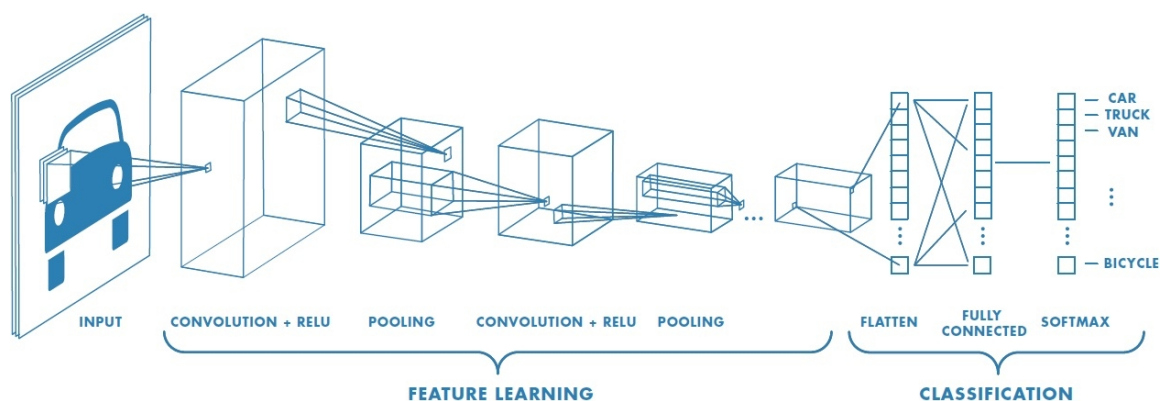 CAR
TRUCK
VAN
BICYCLE
INPUT
CONVOLUTION + RELU
POOLING
CONVOLUTION + RELU
POOLING
FLATTEN
FULLY
CONNECTED
SOFTMAX
FEATURE LEARNING
CLASSIFICATION